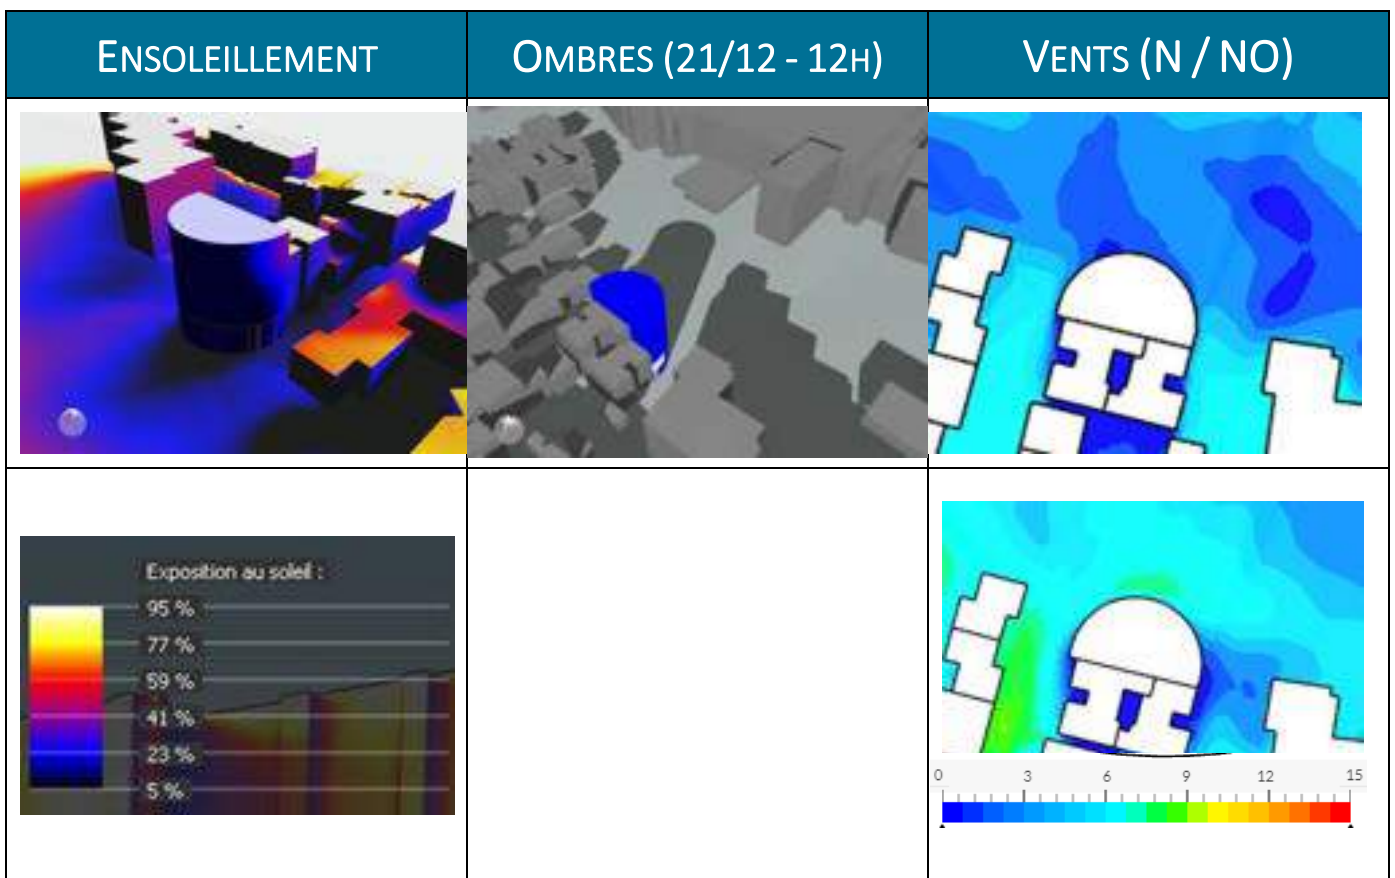 ENSOLEILLEMENT
OMBRES (21/12 - 12H)
VENTS (N / NO)
Exposition au soleil :
95 %
77 %
59 %
41 %
23 %
5 %
0 3 6 9 12 15